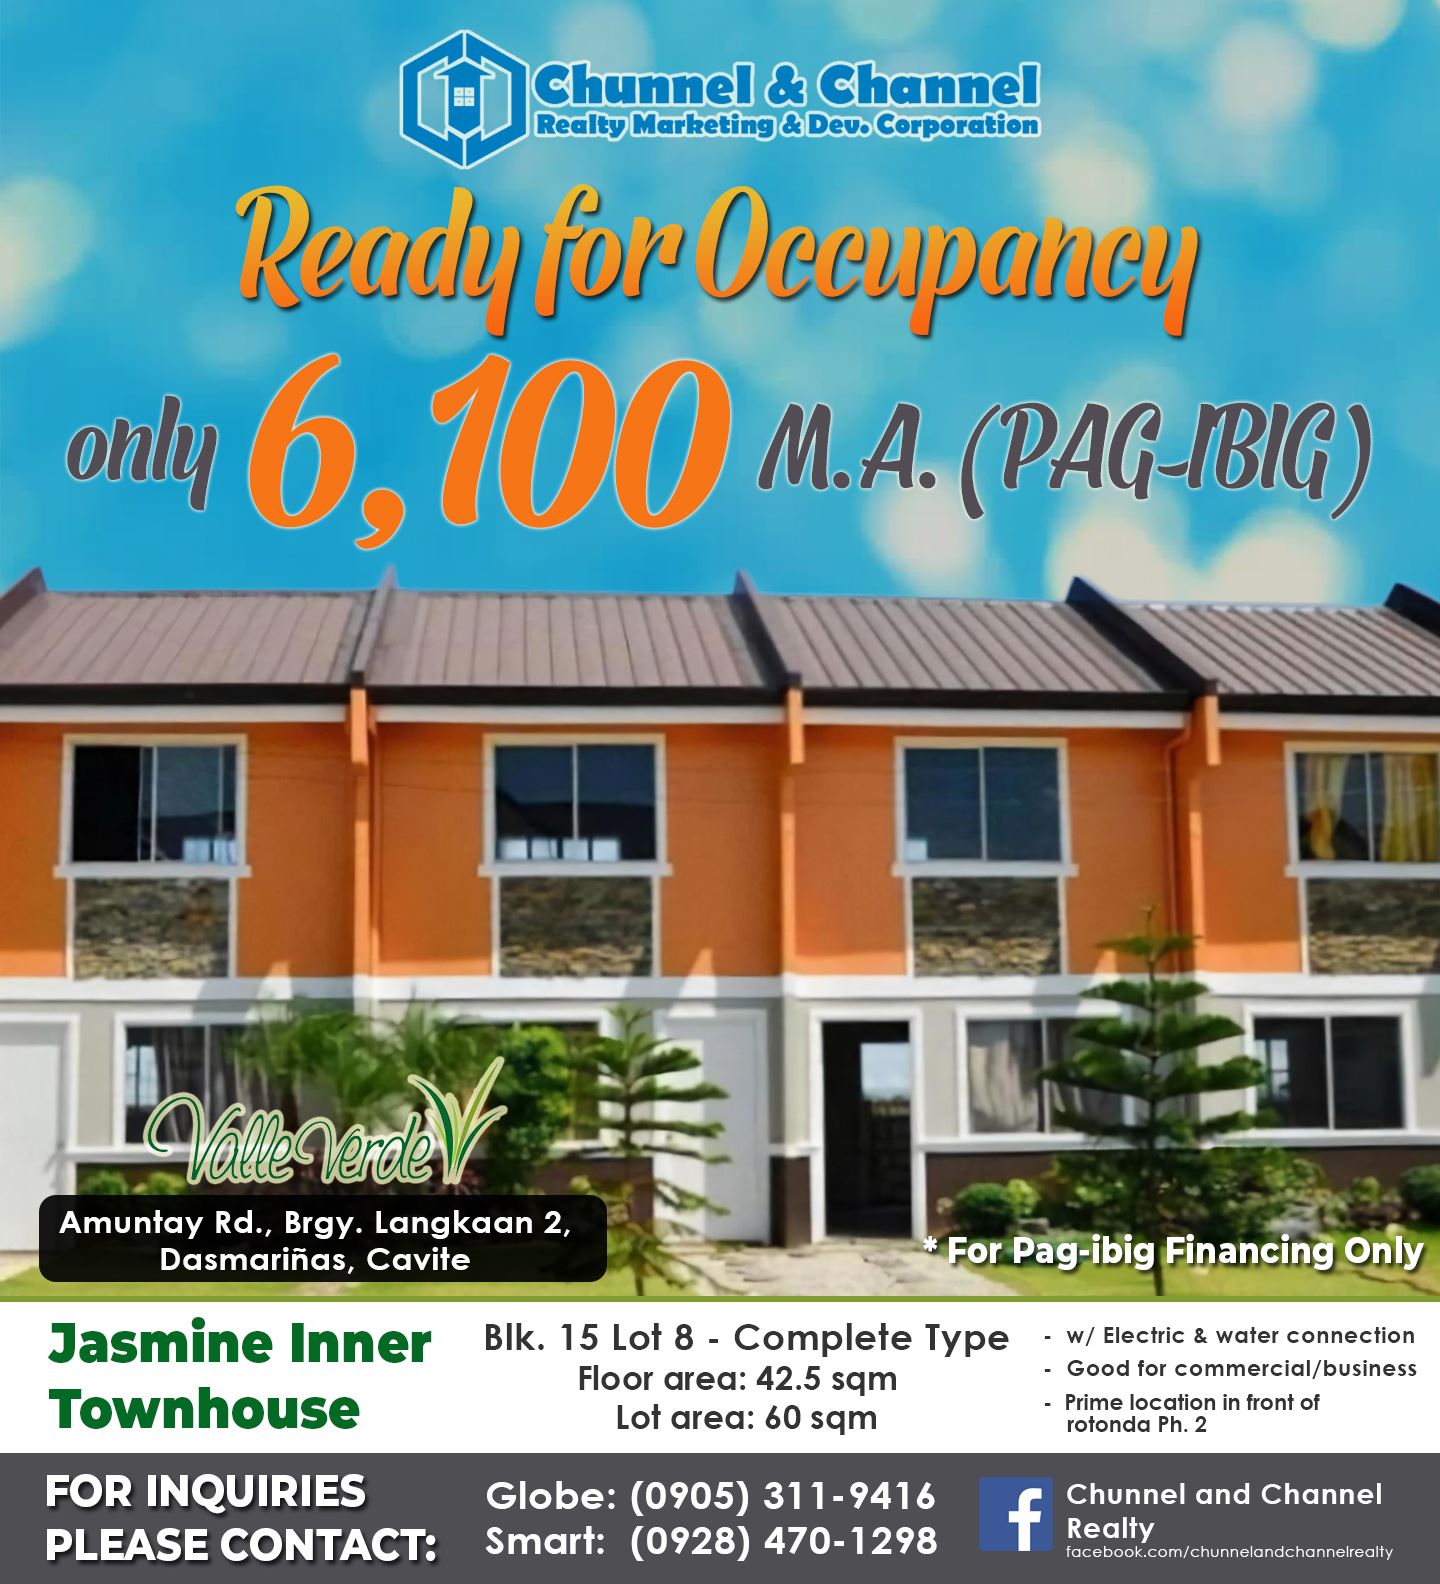 Chunnel & Channel
Realty Marketing & Dev. Corporation
Ready for Occupancy
only 6,100 M.A. (PAG-IBIG)
Valle Verde
Amuntay Rd., Brgy. Langkaan 2,
Dasmariñas, Cavite
* For Pag-ibig Financing Only
Jasmine Inner
Townhouse
Blk. 15 Lot 8 - Complete Type
Floor area: 42.5 sqm
Lot area: 60 sqm
- w/ Electric & water connection
- Good for commercial/business
- Prime location in front of
rotonda Ph. 2
FOR INQUIRIES
PLEASE CONTACT:
Globe: (0905) 311-9416
Smart: (0928) 470-1298
f
Chunnel and Channel
Realty
facebook.com/chunnelandchannelrealty